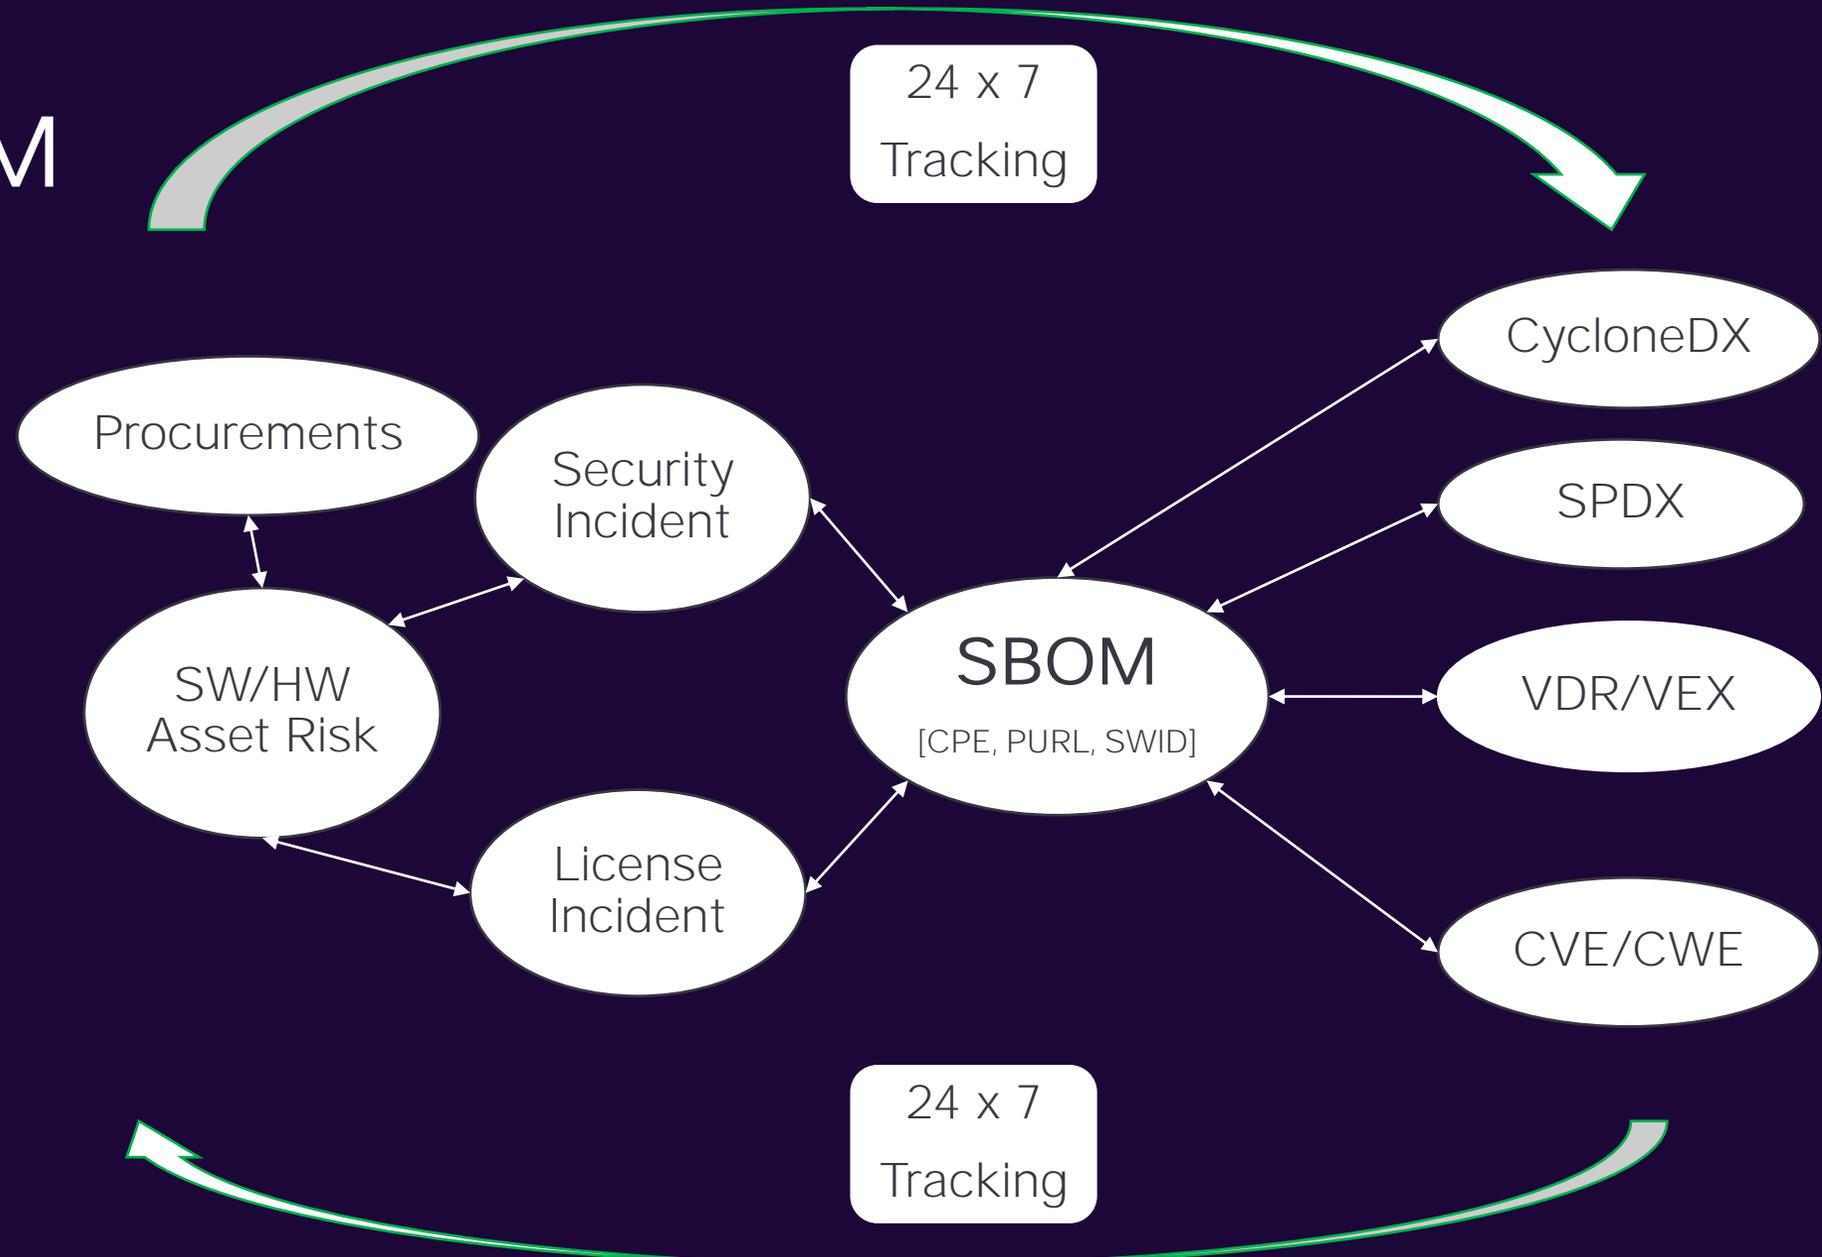 M
24 x 7
Tracking
CycloneDX
Procurements
Security
Incident
SPDX
SW/HW
Asset Risk
SBOM
[CPE, PURL, SWID]
VDR/VEX
License
Incident
CVE/CWE
24 x 7
Tracking